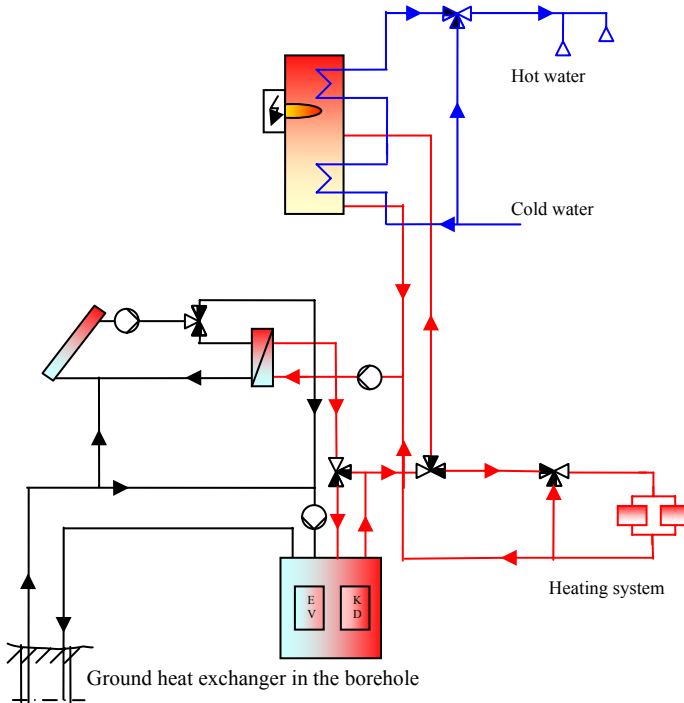 Hot water
Cold water
E K
V D
Heating system
Ground heat exchanger in the borehole